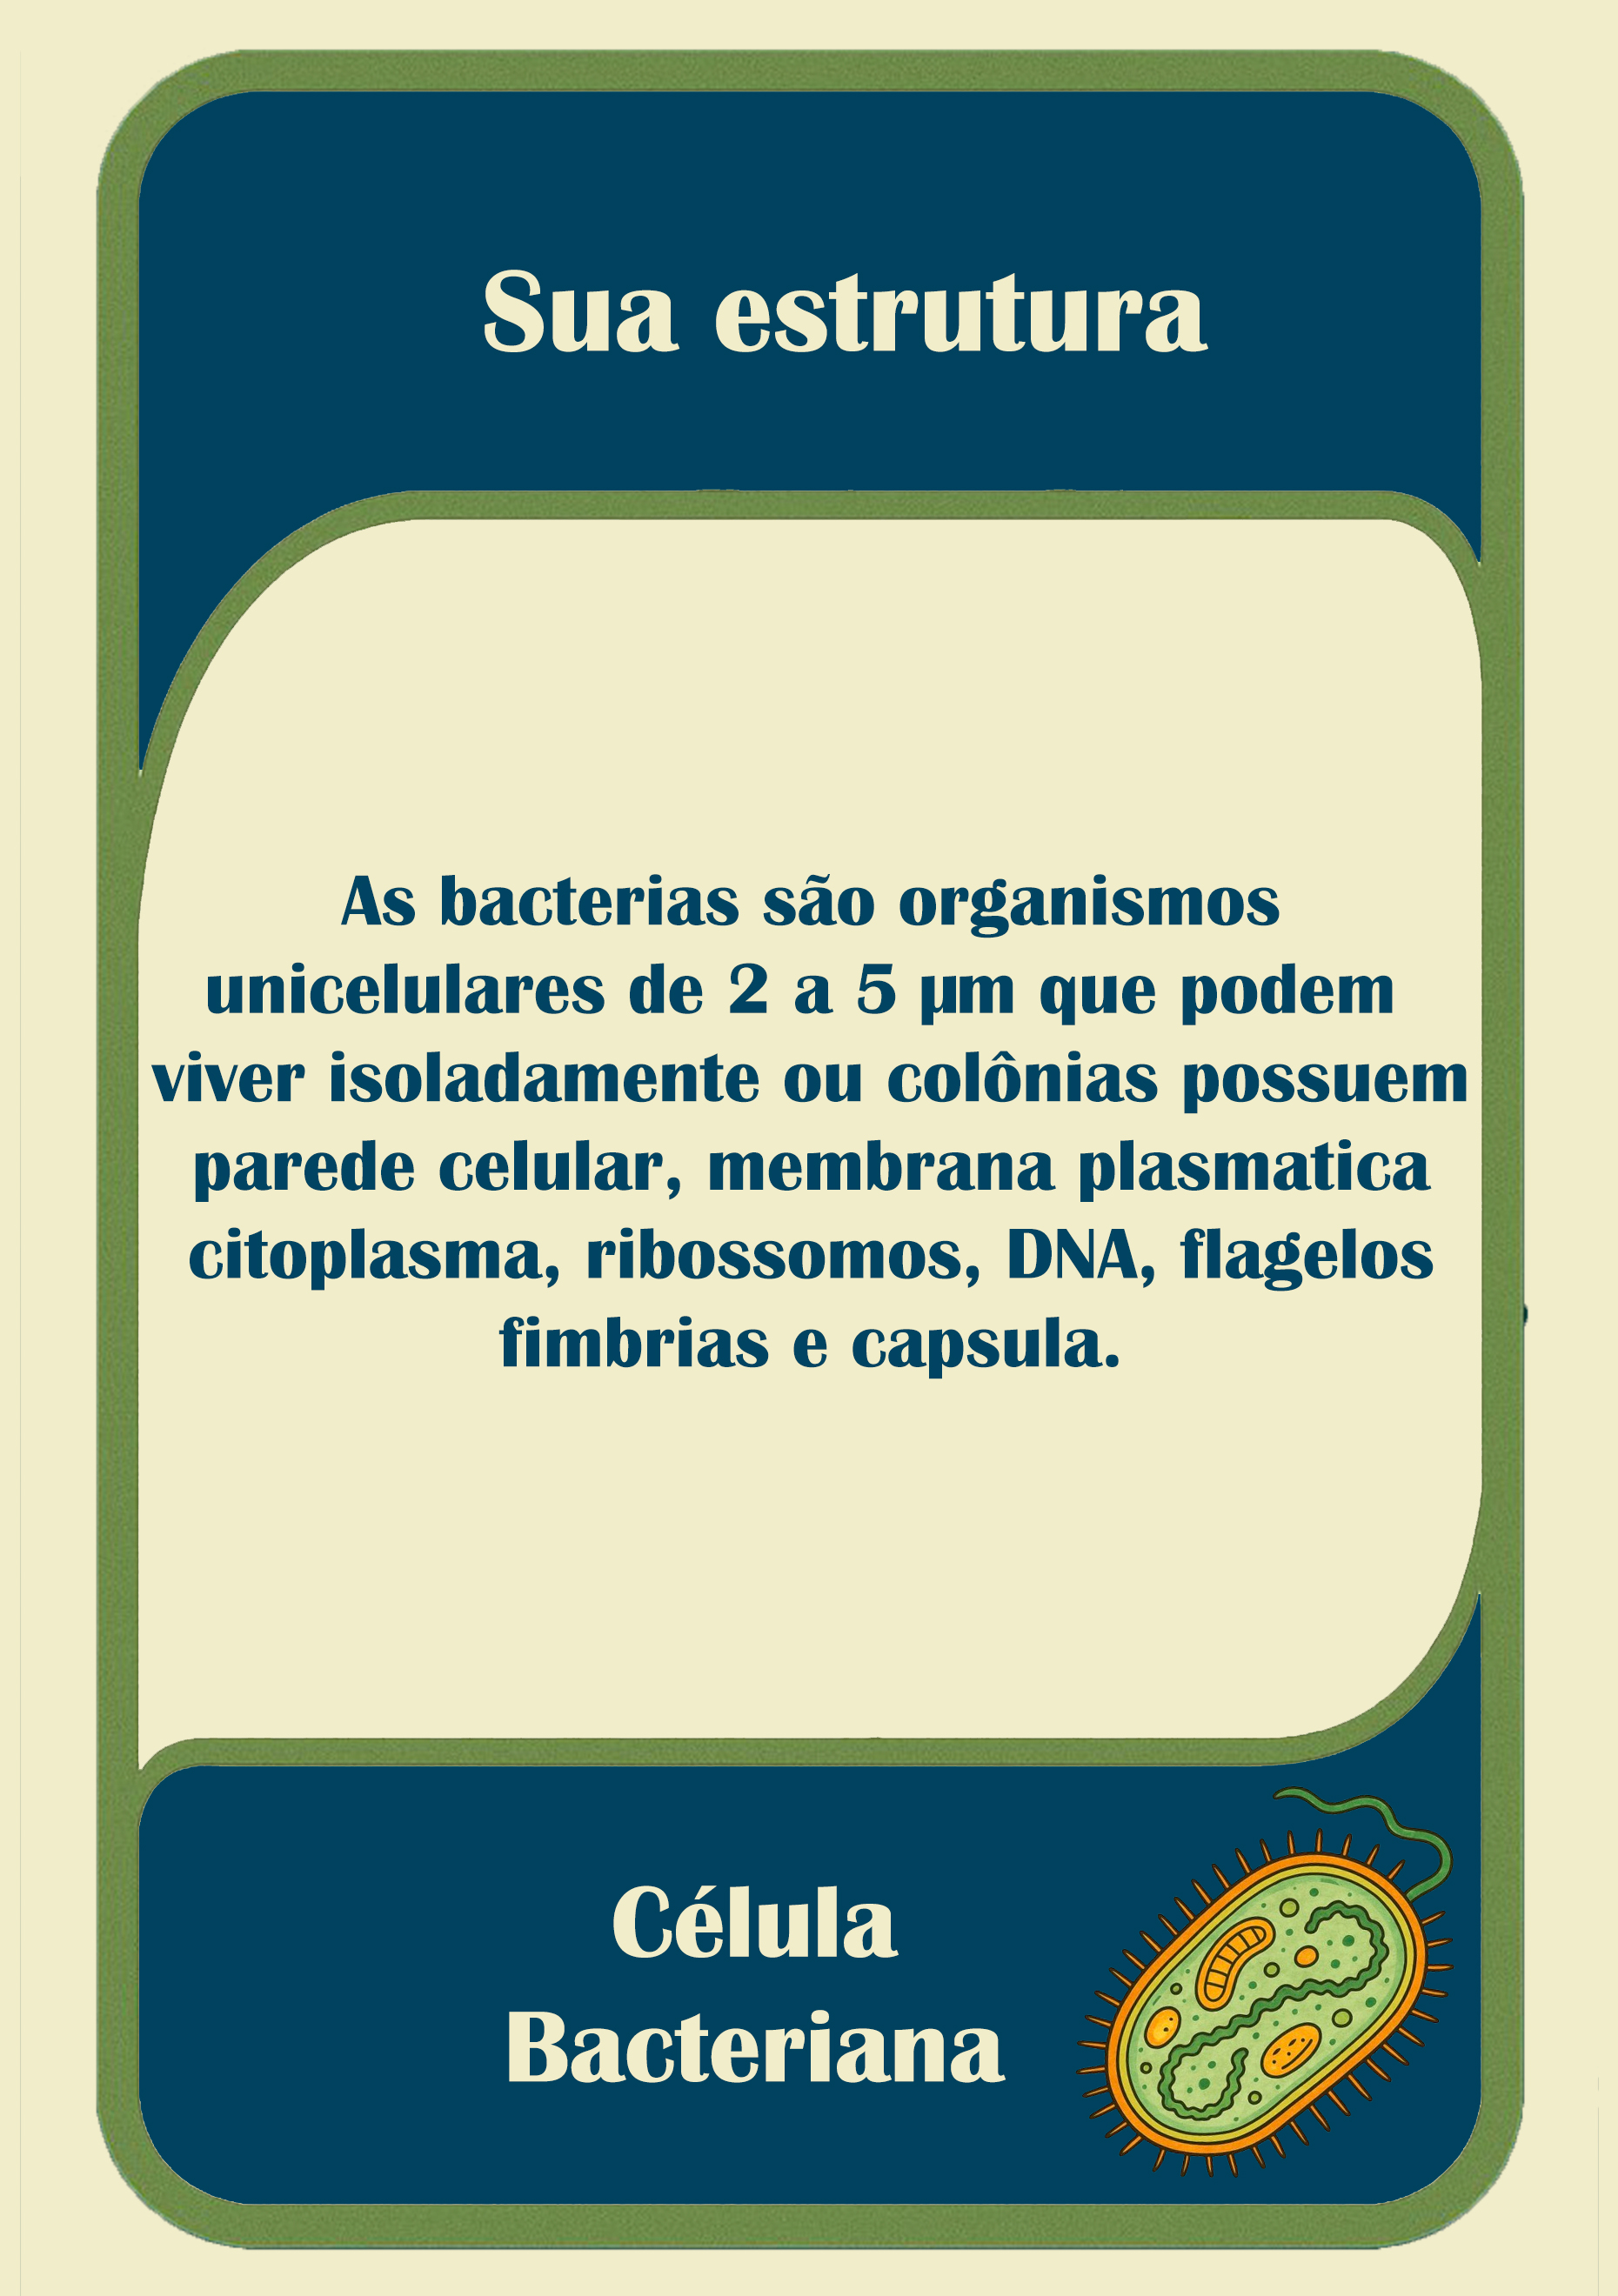 Sua estrutura
As bacterias são organismos
unicelulares de 2 a 5 µm que podem
viver isoladamente ou colônias possuem
parede celular, membrana plasmatica
citoplasma, ribossomos, DNA, flagelos
fimbrias e capsula.
Célula
Bacteriana